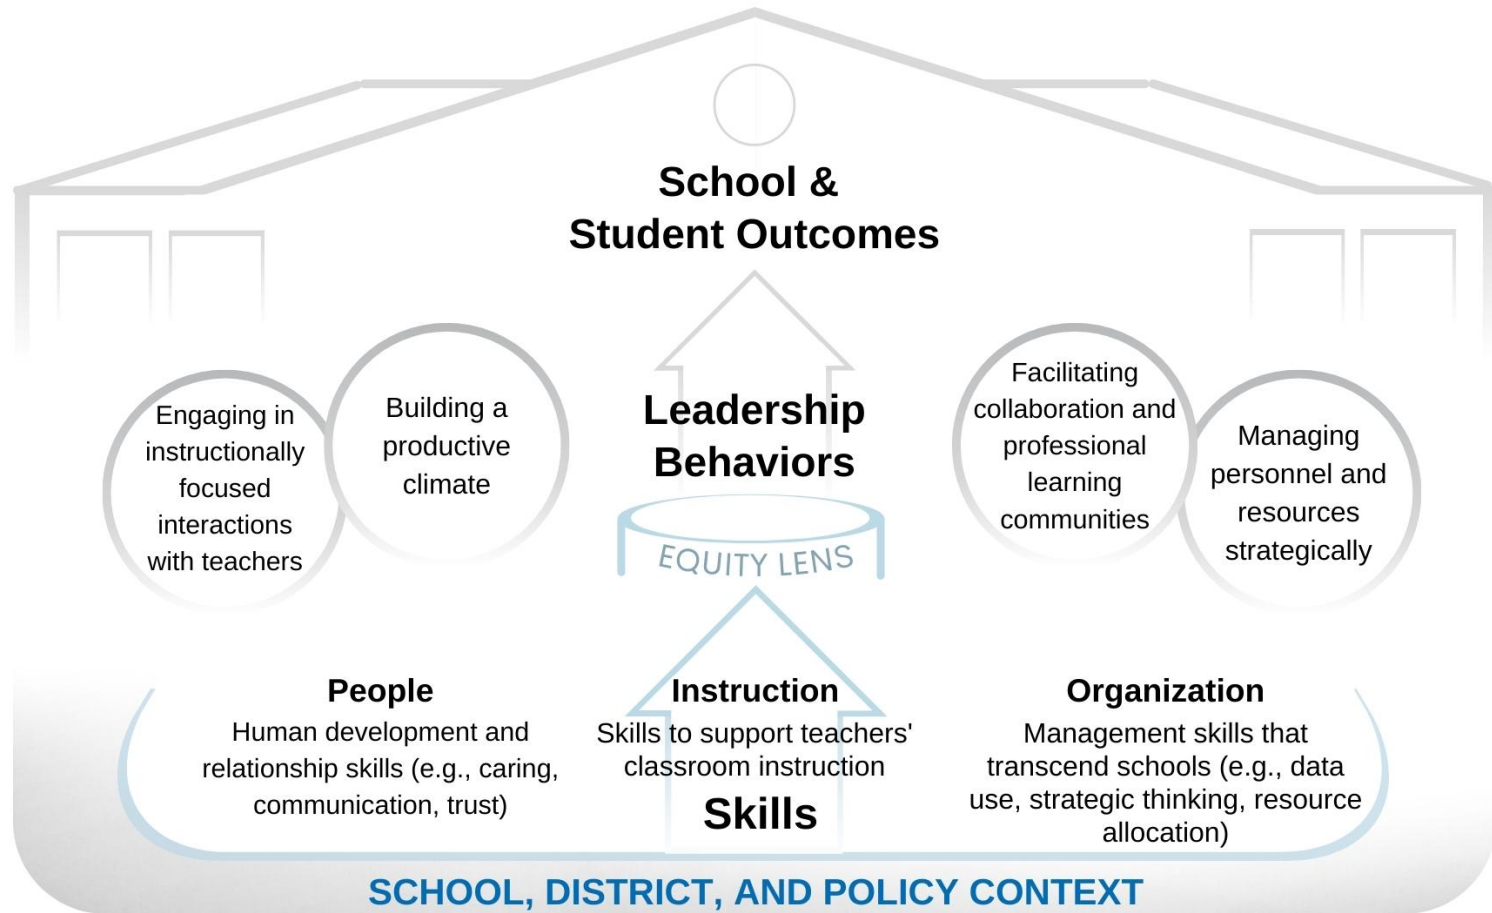 School &
Student Outcomes
Engaging in
instructionally
focused
interactions
with teachers
Building a
productive
climate
Leadership
Behaviors
Facilitating
collaboration and
professional
learning
communities
Managing
personnel and
resources
strategically
EQUITY LENS
People
Human development and
relationship skills (e.g., caring,
communication, trust)
Instruction
Skills to support teachers'
classroom instruction
Skills
Organization
Management skills that
transcend schools (e.g., data
use, strategic thinking, resource
allocation)
SCHOOL, DISTRICT, AND POLICY CONTEXT